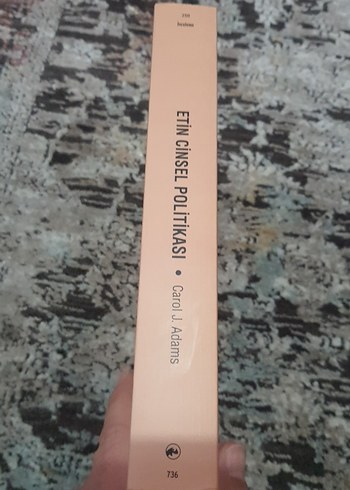 ETİN CİNSEL POLİTİKASI • Carol J. Adams
736